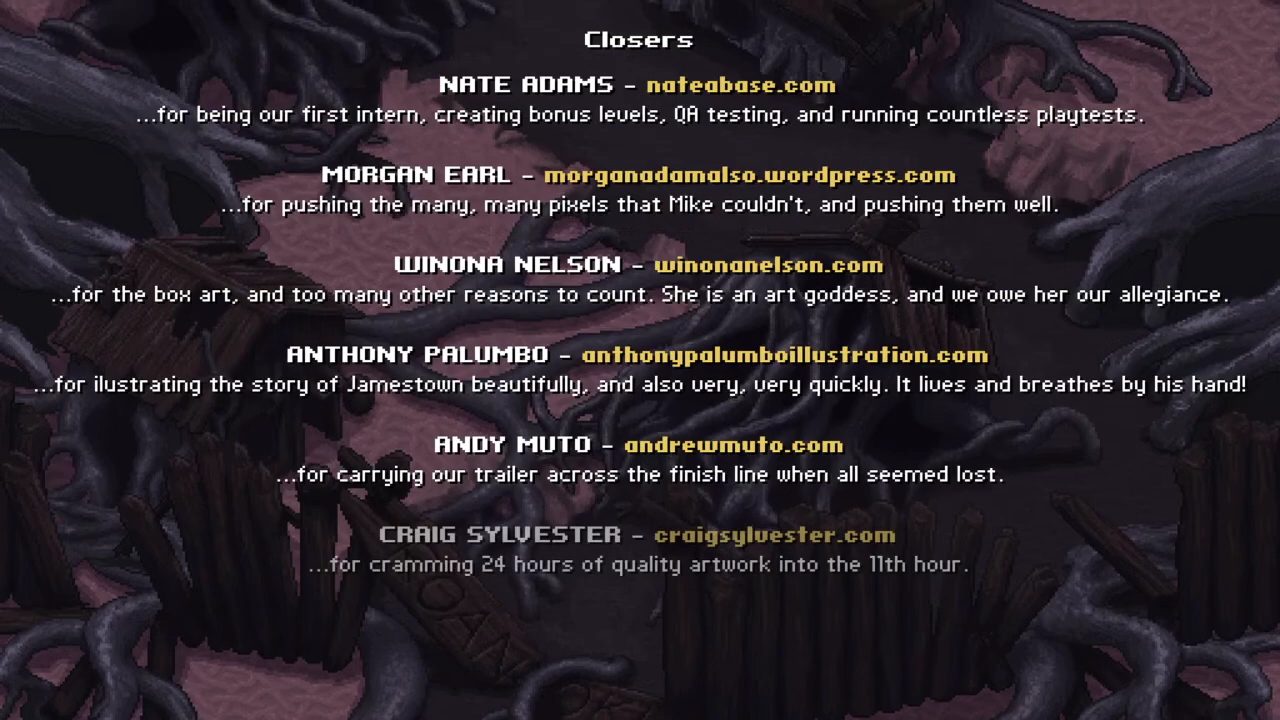 Closers
NATE ADAMS - nateabase.com
...for being our first intern, creating bonus levels, QA testing, and running countless playtests.
MORGAN EARL - morganadamalso.wordpress.com
...for pushing the many, many pixels that Mike couldn't, and pushing them well.
WINONA NELSON - winonanelson.com
...for the box art, and too many other reasons to count. She is an art goddess, and we owe her our allegiance.
ANTHONY PALUMBO - anthonypalumboillustration.com
...for ilustrating the story of Jamestown beautifully, and also very, very quickly. It lives and breathes by his hand!
ANDY MUTO - andrewmuto.com
...for carrying our trailer across the finish line when all seemed lost.
CRAIG SYLVESTER - craigsylvester.com
...for cramming 24 hours of quality artwork into the 11th hour.